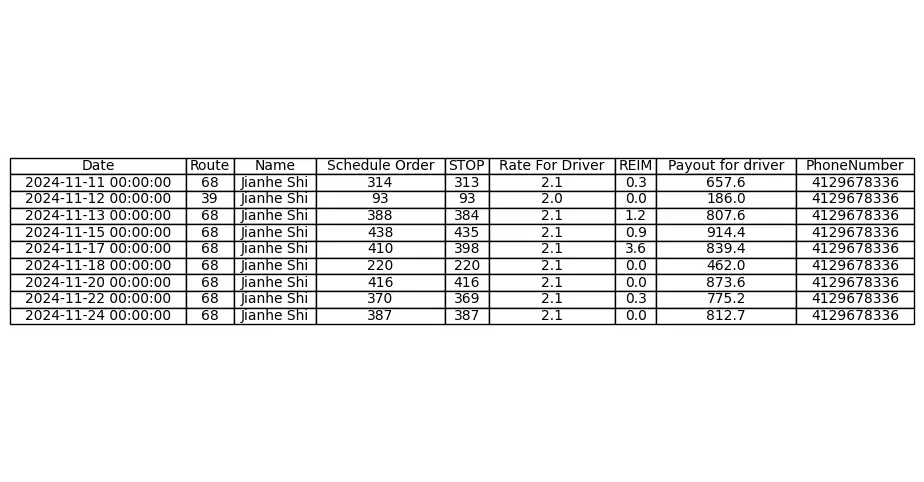 Date Route Name Schedule Order STOP Rate For Driver REIM Payout for driver PhoneNumber
2024-11-11 00:00:00 68 Jianhe Shi 314 313 2.1 0.3 657.6 4129678336
2024-11-12 00:00:00 39 Jianhe Shi 93 93 2.0 0.0 186.0 4129678336
2024-11-13 00:00:00 68 Jianhe Shi 388 384 2.1 1.2 807.6 4129678336
2024-11-15 00:00:00 68 Jianhe Shi 438 435 2.1 0.9 914.4 4129678336
2024-11-17 00:00:00 68 Jianhe Shi 410 398 2.1 3.6 839.4 4129678336
2024-11-18 00:00:00 68 Jianhe Shi 220 220 2.1 0.0 462.0 4129678336
2024-11-20 00:00:00 68 Jianhe Shi 416 416 2.1 0.0 873.6 4129678336
2024-11-22 00:00:00 68 Jianhe Shi 370 369 2.1 0.3 775.2 4129678336
2024-11-24 00:00:00 68 Jianhe Shi 387 387 2.1 0.0 812.7 4129678336